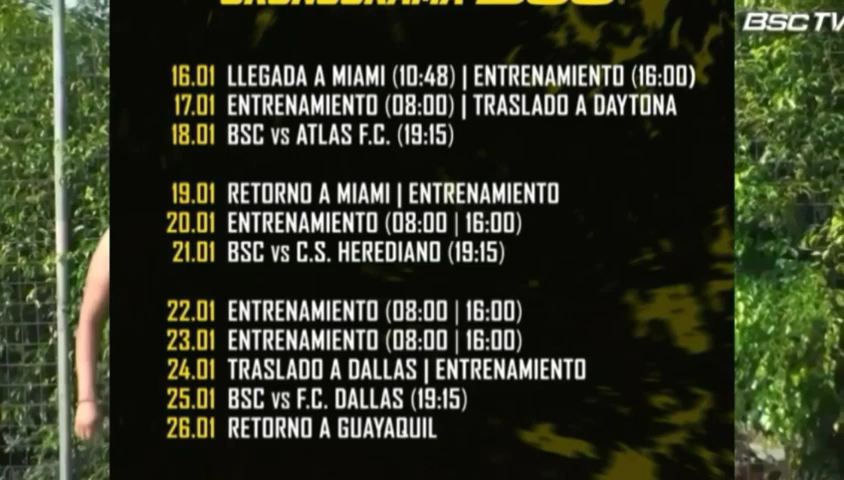 CRONOGRAMA BSC
BSCTV
16.01 LLEGADA A MIAMI (10:48) | ENTRENAMIENTO (16:00)
17.01 ENTRENAMIENTO (08:00) | TRASLADO A DAYTONA
18.01 BSC vs ATLAS F.C. (19:15)
19.01 RETORNO A MIAMI | ENTRENAMIENTO
20.01 ENTRENAMIENTO (08:00 | 16:00)
21.01 BSC vs C.S. HEREDIANO (19:15)
22.01 ENTRENAMIENTO (08:00 | 16:00)
23.01 ENTRENAMIENTO (08:00 | 16:00)
24.01 TRASLADO A DALLAS | ENTRENAMIENTO
25.01 BSC vs F.C. DALLAS (19:15)
26.01 RETORNO A GUAYAQUIL